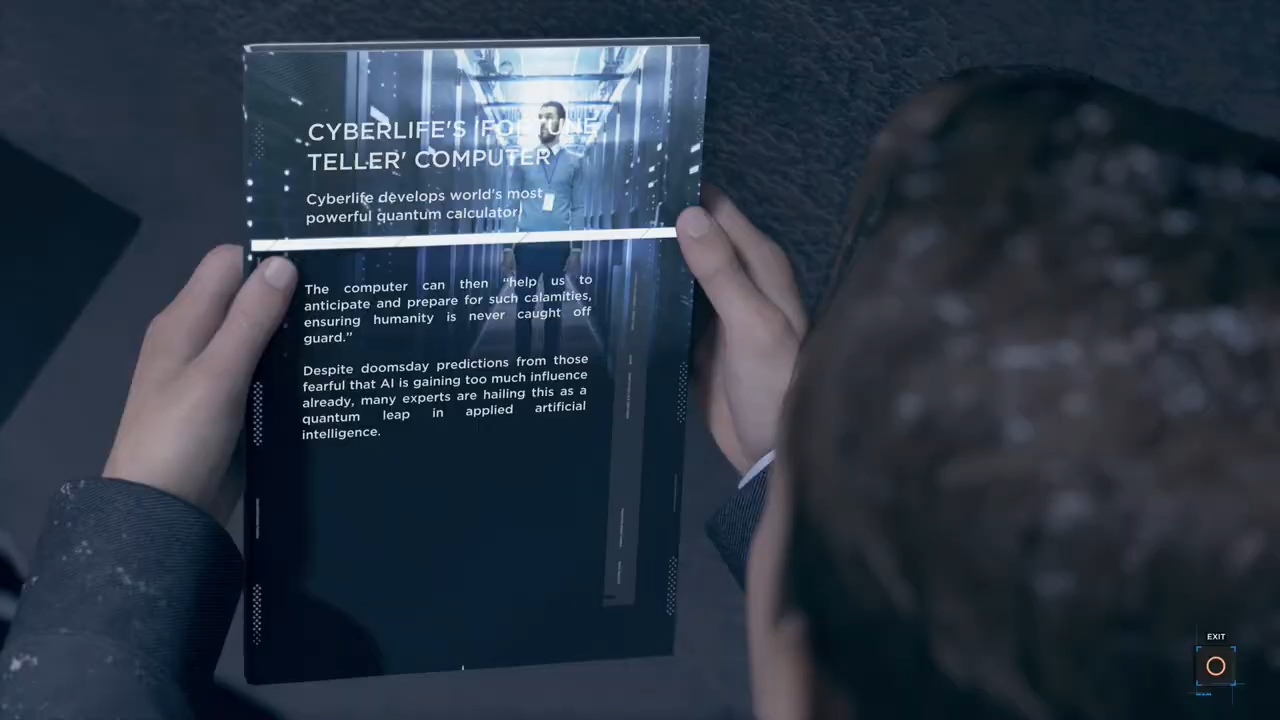 CYBERLIFE'S 'FORTUNE
TELLER' COMPUTER
Cyberlife develops world's most
powerful quantum calculator
The computer can then “help us to
anticipate and prepare for such calamities,
ensuring humanity is never caught off
guard.”
Despite doomsday predictions from those
fearful that AI is gaining too much influence
already, many experts are hailing this as a
quantum leap in applied artificial
intelligence.
EXIT